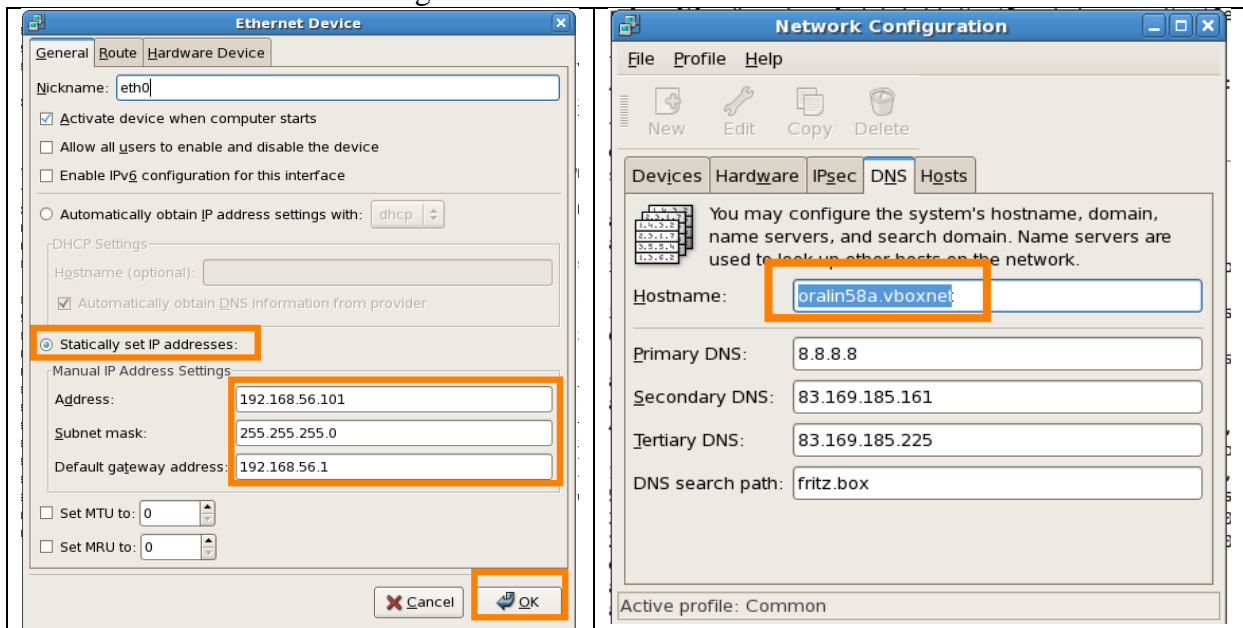 Ethernet Device
General Route Hardware Device
Nickname: eth0
Activate device when computer starts
Allow all users to enable and disable the device
Enable IPv6 configuration for this interface
Automatically obtain IP address settings with: dhcp
DHCP Settings
Hostname (optional):
Automatically obtain DNS information from provider
Statically set IP addresses:
Manual IP Address Settings
Address: 192.168.56.101
Subnet mask: 255.255.255.0
Default gateway address: 192.168.56.1
Set MTU to: 0
Set MRU to: 0
Cancel OK
Network Configuration
File Profile Help
New Edit Copy Delete
Devices Hardware IPsec DNS Hosts
You may configure the system's hostname, domain,
name servers, and search domain. Name servers are
used to look up other hosts on the network.
Hostname: oralin58a.vboxnet
Primary DNS: 8.8.8.8
Secondary DNS: 83.169.185.161
Tertiary DNS: 83.169.185.225
DNS search path: fritz.box
Active profile: Common